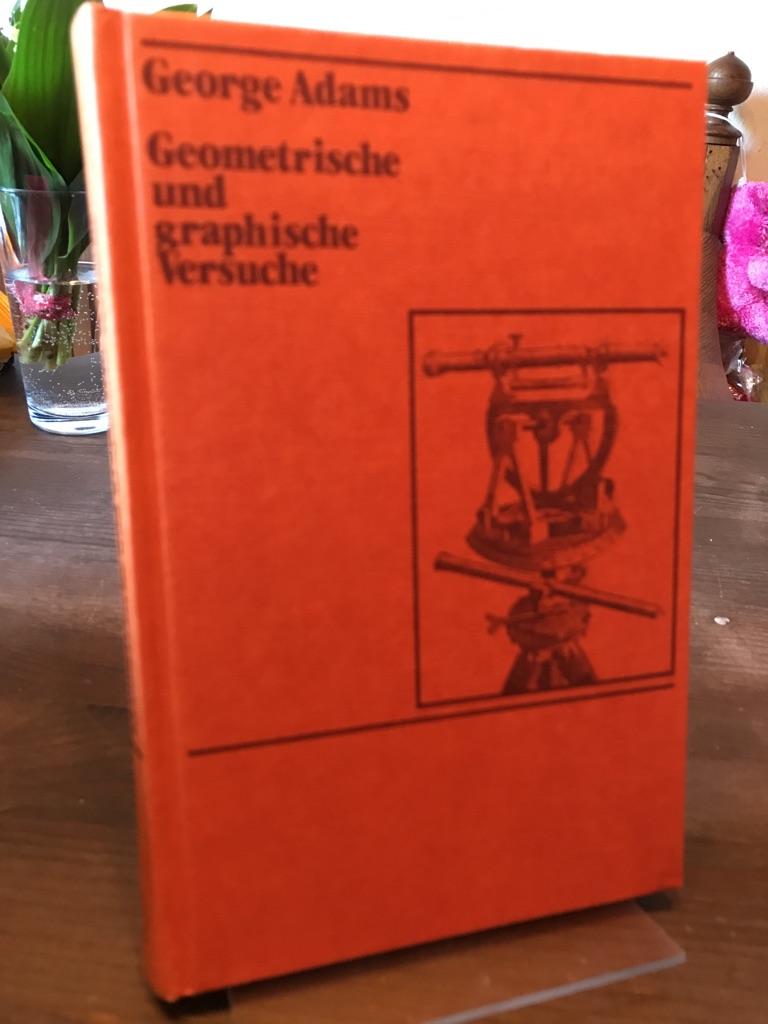 George Adams
Geometrische
und
graphische
Versuche